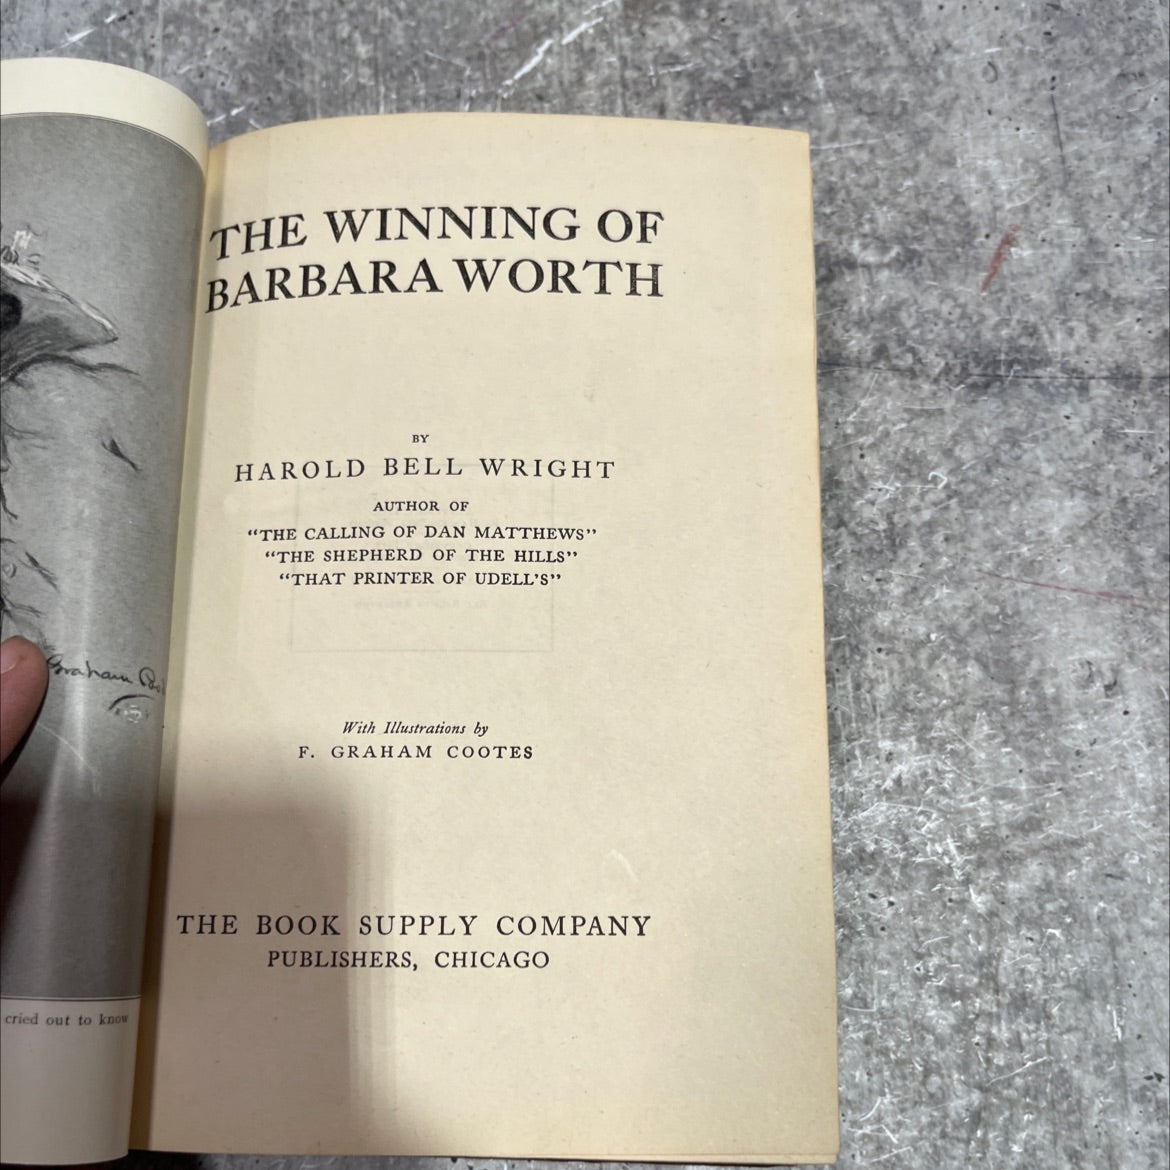 THE WINNING OF
BARBARA WORTH
BY
HAROLD BELL WRIGHT
AUTHOR OF
"THE CALLING OF DAN MATTHEWS"
"THE SHEPHERD OF THE HILLS"
"THAT PRINTER OF UDELL'S"
With Illustrations by
F. GRAHAM COOTES
THE BOOK SUPPLY COMPANY
PUBLISHERS, CHICAGO
Graham
cried out to know